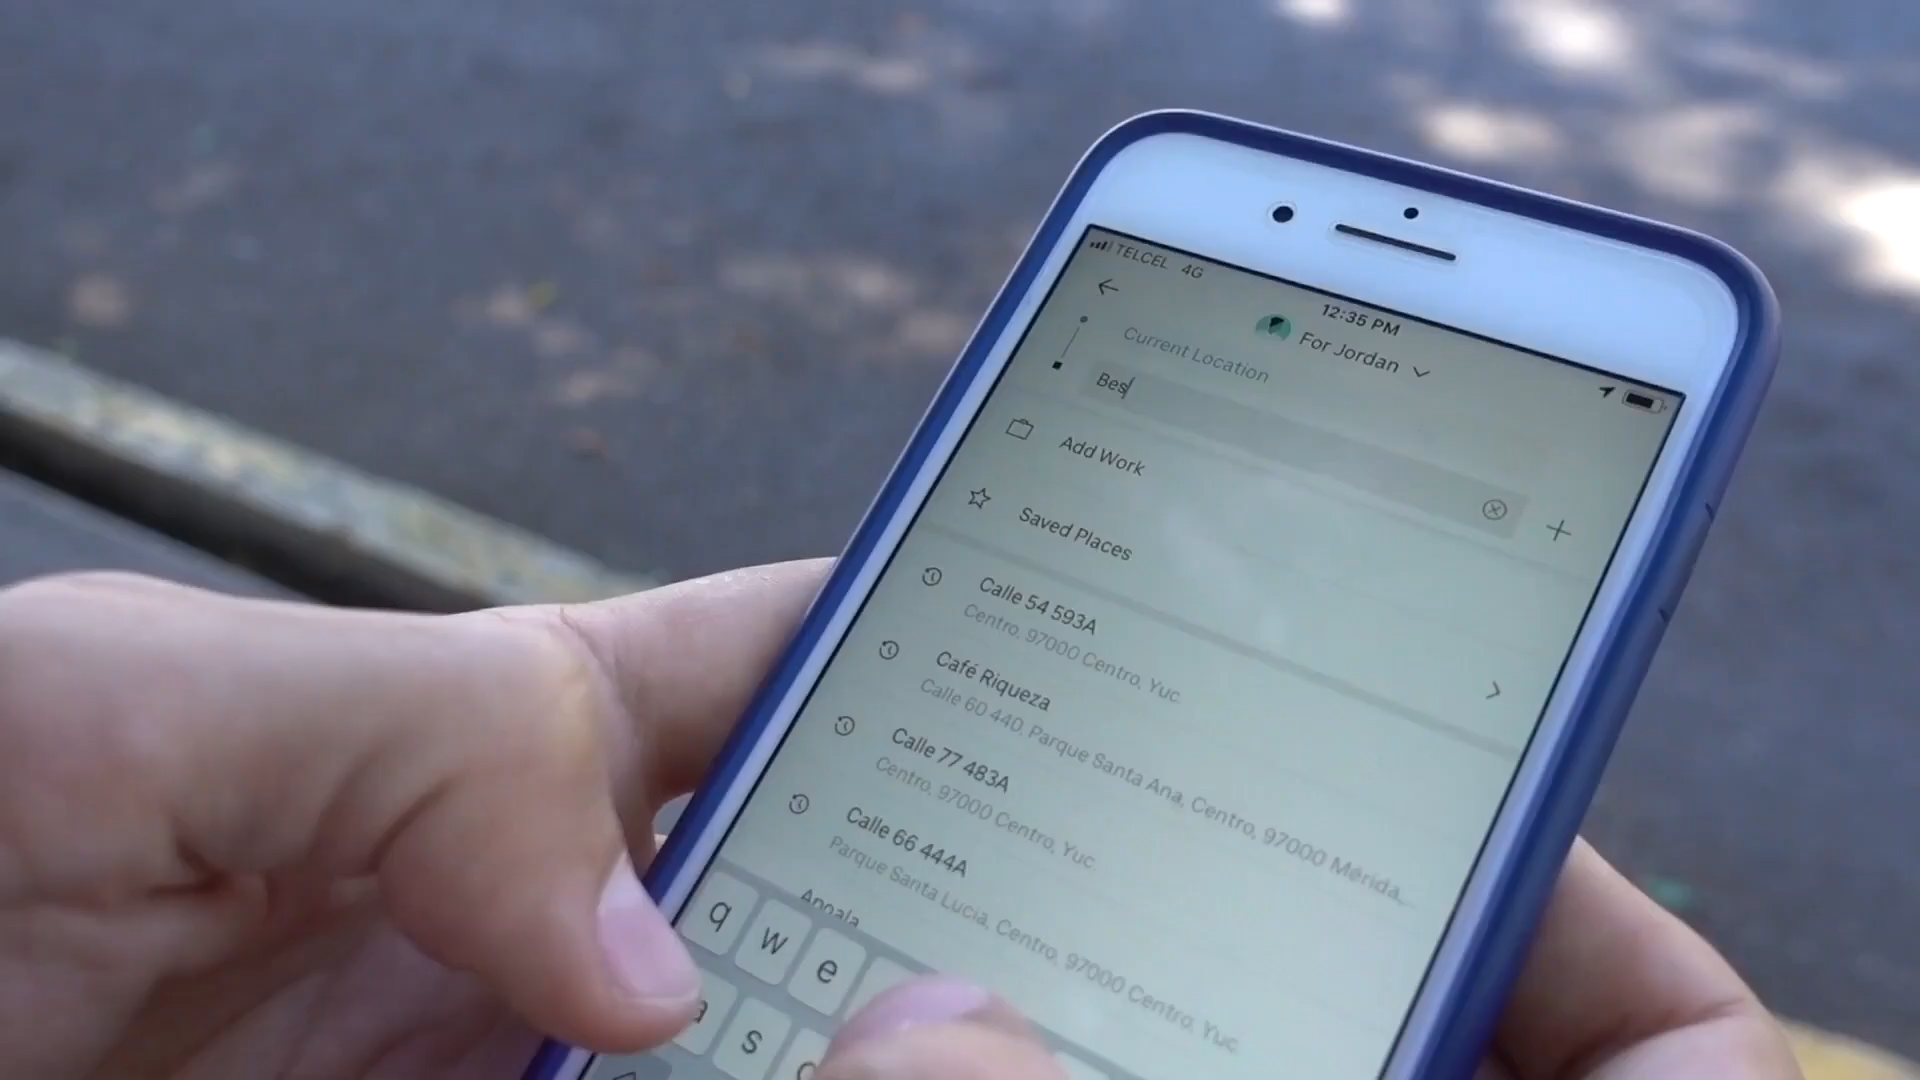 TELCEL 4G
12:35 PM
For Jordan
Current Location
Bes
Add Work
Saved Places
Calle 54 593A
Centro, 97000 Centro, Yuc.
Café Riqueza
Calle 60 440, Parque Santa Ana, Centro, 97000 Mérida,...
Calle 77 483A
Centro, 97000 Centro, Yuc.
Calle 66 444A
Parque Santa Lucia, Centro, 97000 Centro, Yuc.
Apoala
q w e
a s